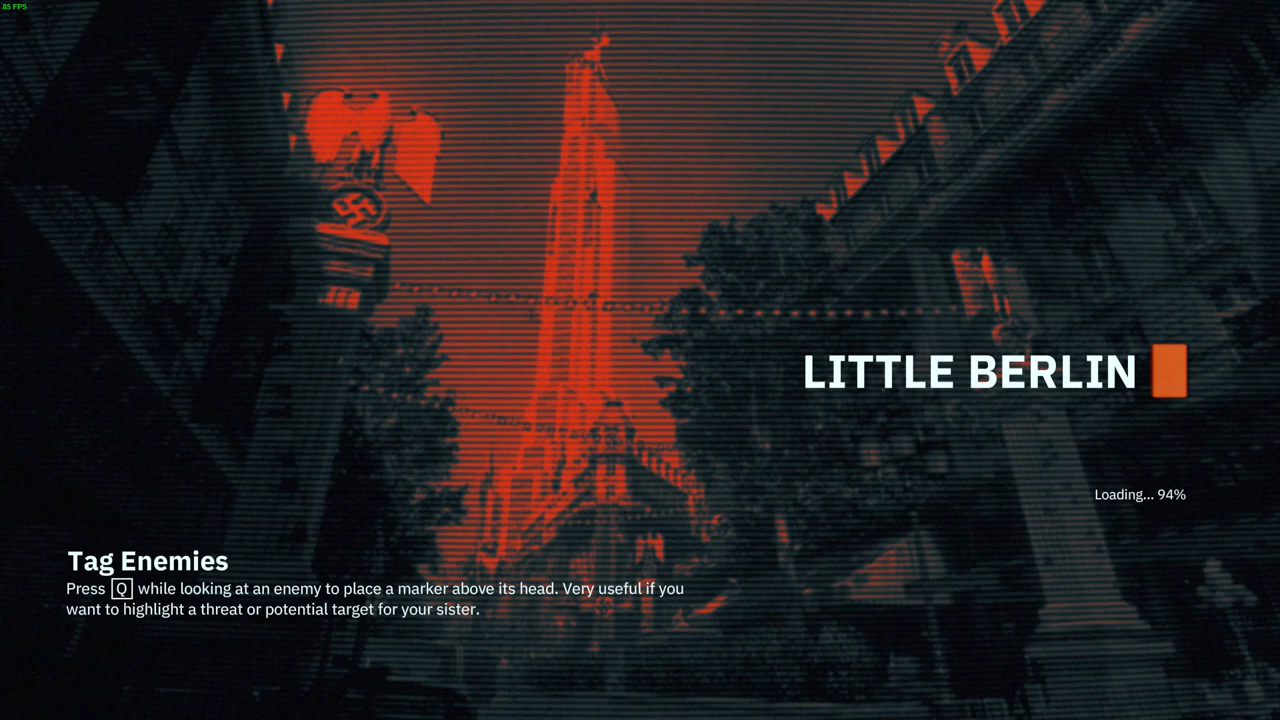 85 FPS
LITTLE BERLIN
Loading... 94%
Tag Enemies
Press Q while looking at an enemy to place a marker above its head. Very useful if you
want to highlight a threat or potential target for your sister.